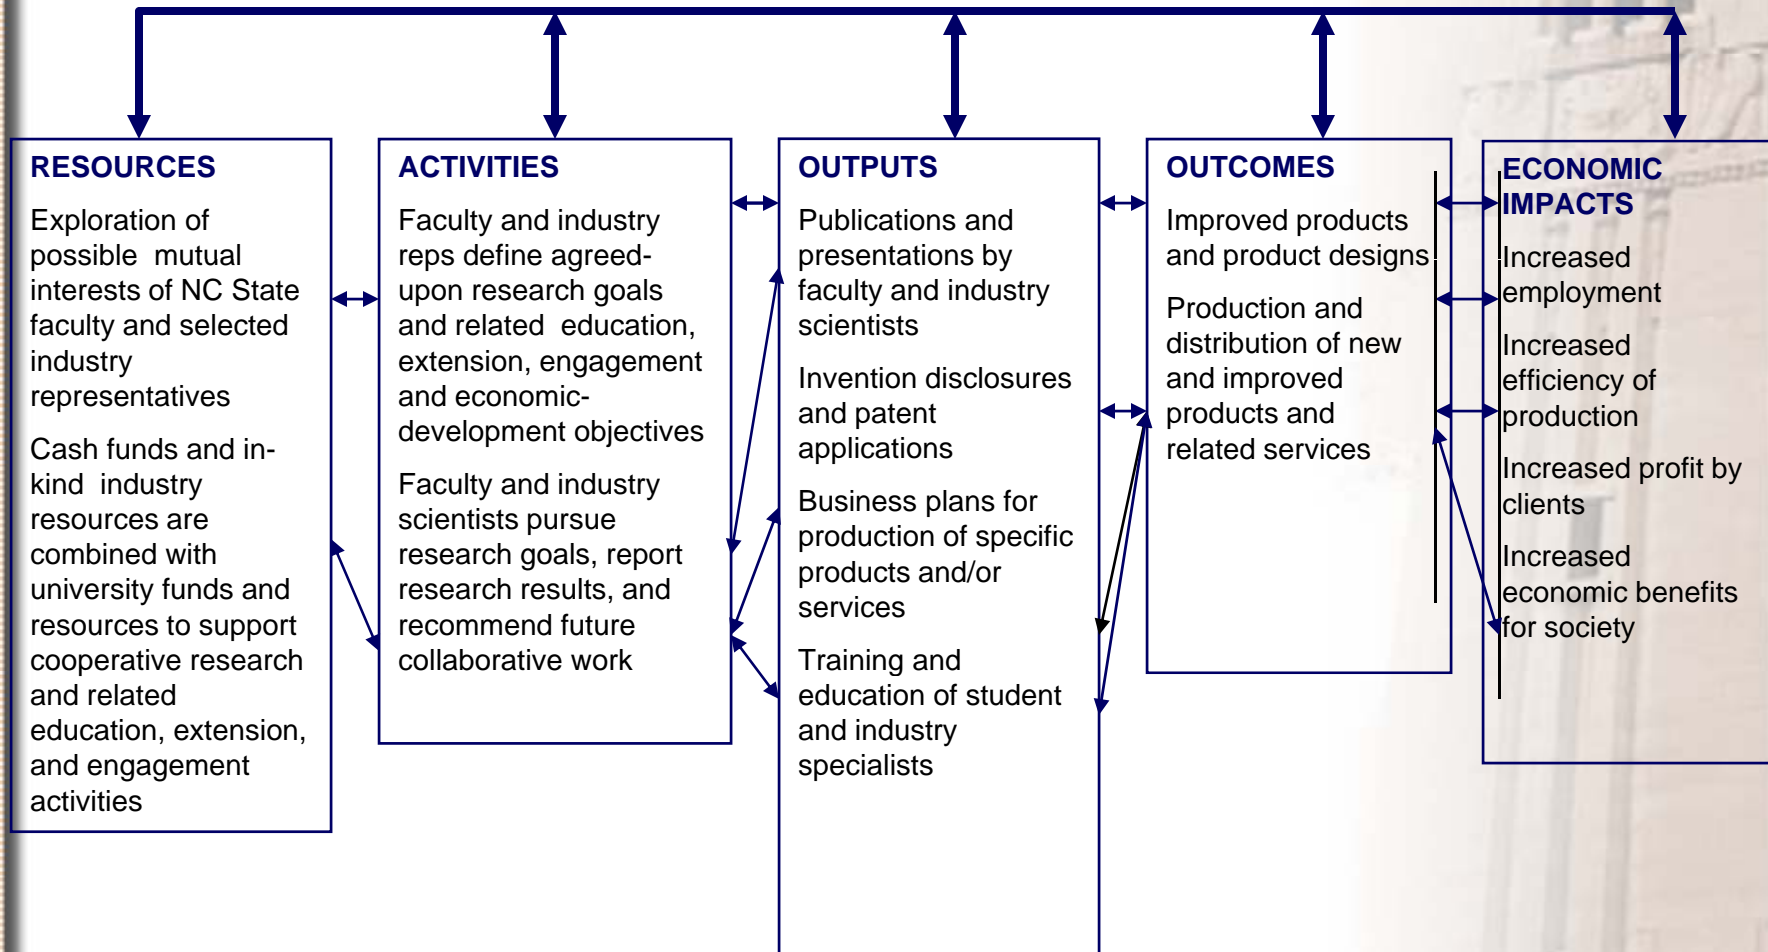 RESOURCES
Exploration of
possible mutual
interests of NC State
faculty and selected
industry
representatives
Cash funds and in-
kind industry
resources are
combined with
university funds and
resources to support
cooperative research
and related
education, extension,
and engagement
activities
ACTIVITIES
Faculty and industry
reps define agreed-
upon research goals
and related education,
extension, engagement
and economic-
development objectives
Faculty and industry
scientists pursue
research goals, report
research results, and
recommend future
collaborative work
OUTPUTS
Publications and
presentations by
faculty and industry
scientists
Invention disclosures
and patent
applications
Business plans for
production of specific
products and/or
services
Training and
education of student
and industry
specialists
OUTCOMES
Improved products
and product designs
Production and
distribution of new
and improved
products and
related services
ECONOMIC
IMPACTS
Increased
employment
Increased
efficiency of
production
Increased profit by
clients
Increased
economic benefits
for society